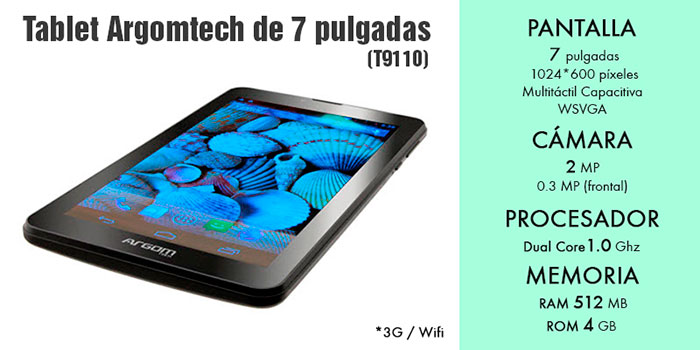 Tablet Argomtech de 7 pulgadas
(T9110)
ARGOM
*3G / Wifi
PANTALLA
7 pulgadas
1024*600 píxeles
Multitáctil Capacitiva
WSVGA
CÁMARA
2 MP
0.3 MP (frontal)
PROCESADOR
Dual Core 1.0 Ghz
MEMORIA
RAM 512 MB
ROM 4 GB